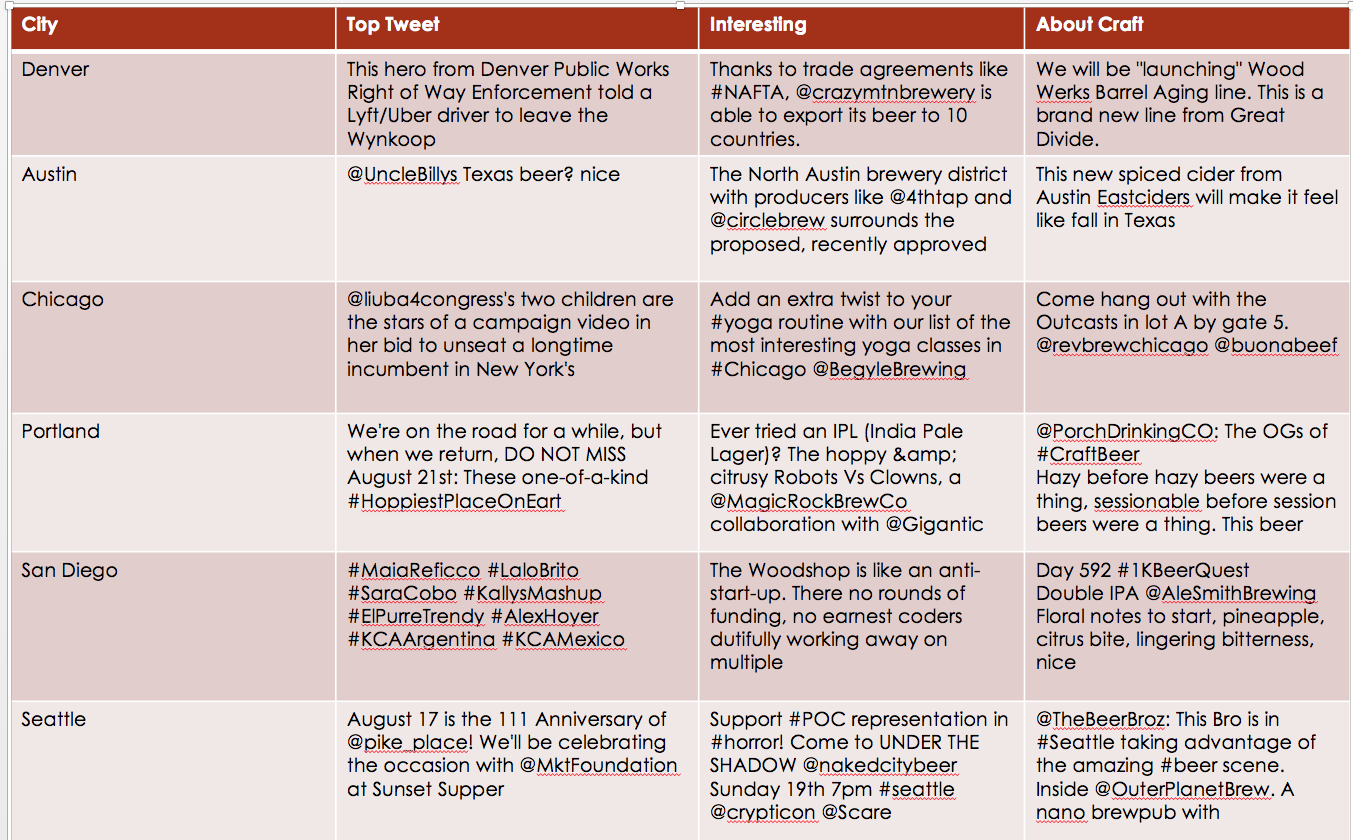 City
Top Tweet
Interesting
About Craft
Denver
This hero from Denver Public Works
Right of Way Enforcement told a
Lyft/Uber driver to leave the
Wynkoop
Thanks to trade agreements like
#NAFTA, @crazymtnbrewery is
able to export its beer to 10
countries.
We will be "launching" Wood
Werks Barrel Aging line. This is a
brand new line from Great
Divide.
Austin
@UncleBillys Texas beer? nice
The North Austin brewery district
with producers like @4thtap and
@circlebrew surrounds the
proposed, recently approved
This new spiced cider from
Austin Eastciders will make it feel
like fall in Texas
Chicago
@liuba4congress's two children are
the stars of a campaign video in
her bid to unseat a longtime
incumbent in New York's
Add an extra twist to your
#yoga routine with our list of the
most interesting yoga classes in
#Chicago @BegyleBrewing
Come hang out with the
Outcasts in lot A by gate 5.
@revbrewchicago @buonabeef
Portland
We're on the road for a while, but
when we return, DO NOT MISS
August 21st: These one-of-a-kind
#HoppiestPlaceOnEart
Ever tried an IPL (India Pale
Lager)? The hoppy &amp;
citrusy Robots Vs Clowns, a
@MagicRockBrewCo
collaboration with @Gigantic
@PorchDrinkingCO: The OGs of
#CraftBeer
Hazy before hazy beers were a
thing, sessionable before session
beers were a thing. This beer
San Diego
#MaiaReficco #LaloBrito
#SaraCobo #KallysMashup
#ElPurreTrendy #AlexHoyer
#KCAArgentina #KCAMexico
The Woodshop is like an anti-
start-up. There no rounds of
funding, no earnest coders
dutifully working away on
multiple
Day 592 #1KBeerQuest
Double IPA @AleSmithBrewing
Floral notes to start, pineapple,
citrus bite, lingering bitterness,
nice
Seattle
August 17 is the 111 Anniversary of
@pike_place! We'll be celebrating
the occasion with @MktFoundation
at Sunset Supper
Support #POC representation in
#horror! Come to UNDER THE
SHADOW @nakedcitybeer
Sunday 19th 7pm #seattle
@crypticon @Scare
@TheBeerBroz: This Bro is in
#Seattle taking advantage of
the amazing #beer scene.
Inside @OuterPlanetBrew. A
nano brewpub with